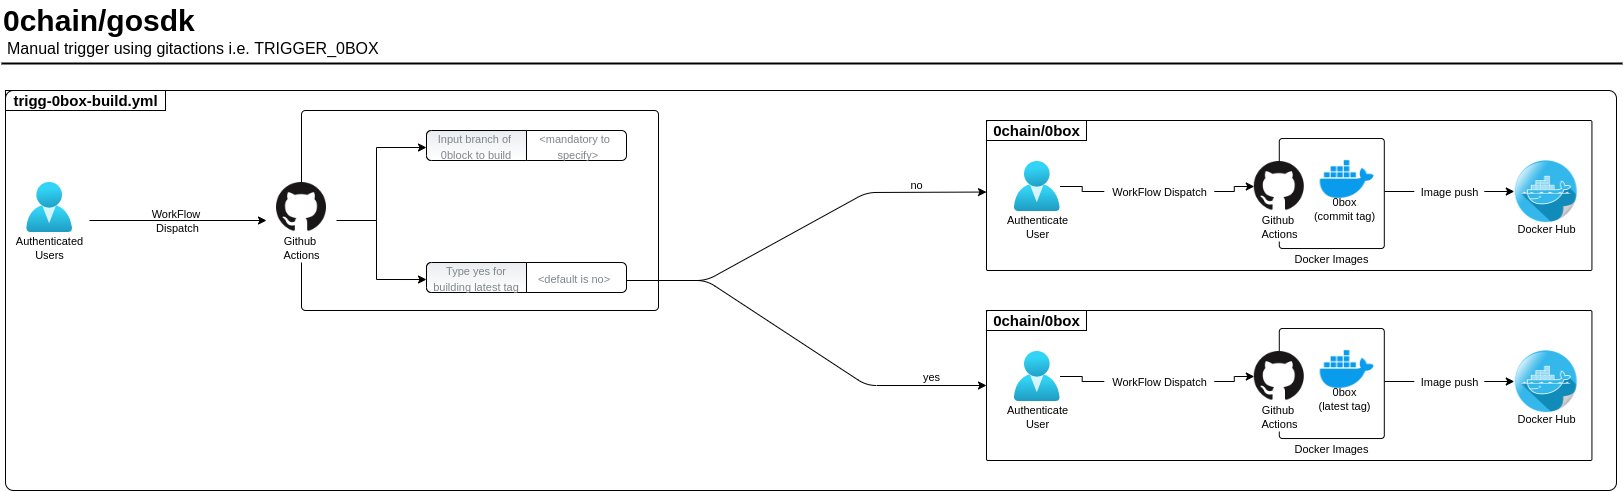 0chain/gosdk
Manual trigger using gitactions i.e. TRIGGER_0BOX
trigg-0box-build.yml
Authenticated
Users
WorkFlow
Dispatch
Github
Actions
Input branch of
0block to build
<mandatory to
specify>
Type yes for
building latest tag
<default is no>
no
yes
0chain/0box
Authenticate
User
WorkFlow Dispatch
Github
Actions
0box
(commit tag)
Docker Images
Image push
Docker Hub
0chain/0box
Authenticate
User
WorkFlow Dispatch
Github
Actions
0box
(latest tag)
Docker Images
Image push
Docker Hub